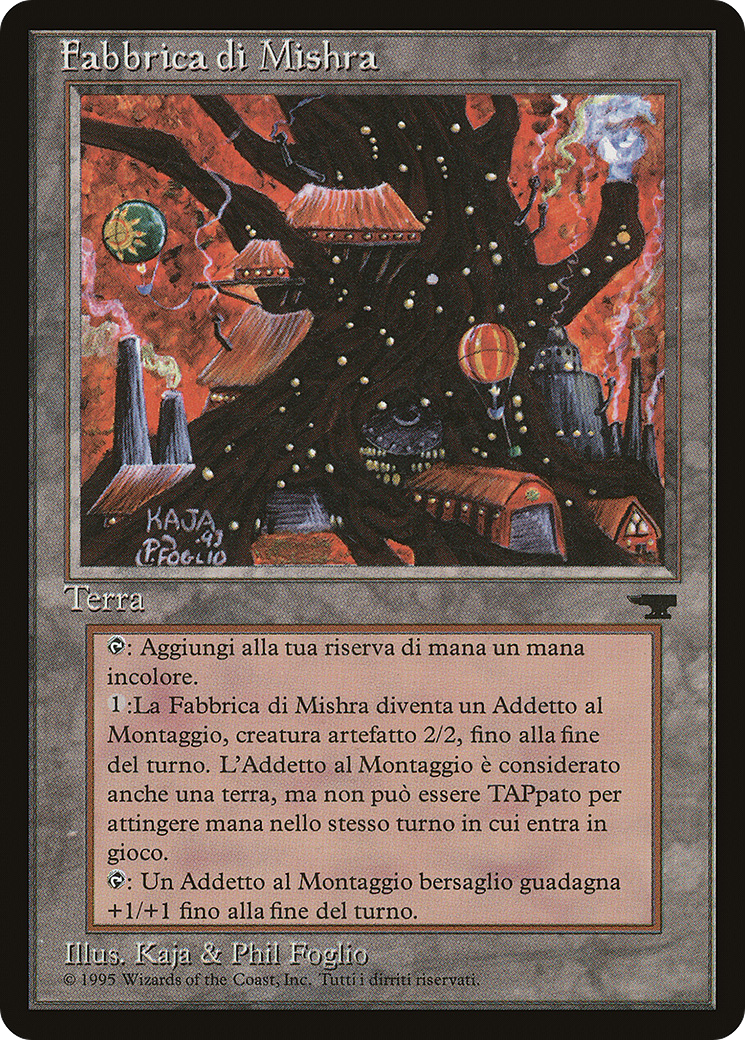 Fabbrica di Mishra
KAJA
& .93
P. FOGLIO
Terra
: Aggiungi alla tua riserva di mana un mana
incolore.
1:La Fabbrica di Mishra diventa un Addetto al
Montaggio, creatura artefatto 2/2, fino alla fine
del turno. L'Addetto al Montaggio è considerato
anche una terra, ma non può essere TAPpato per
attingere mana nello stesso turno in cui entra in
gioco.
: Un Addetto al Montaggio bersaglio guadagna
+1/+1 fino alla fine del turno.
Illus. Kaja & Phil Foglio
© 1995 Wizards of the Coast, Inc. Tutti i dirriti riservati.